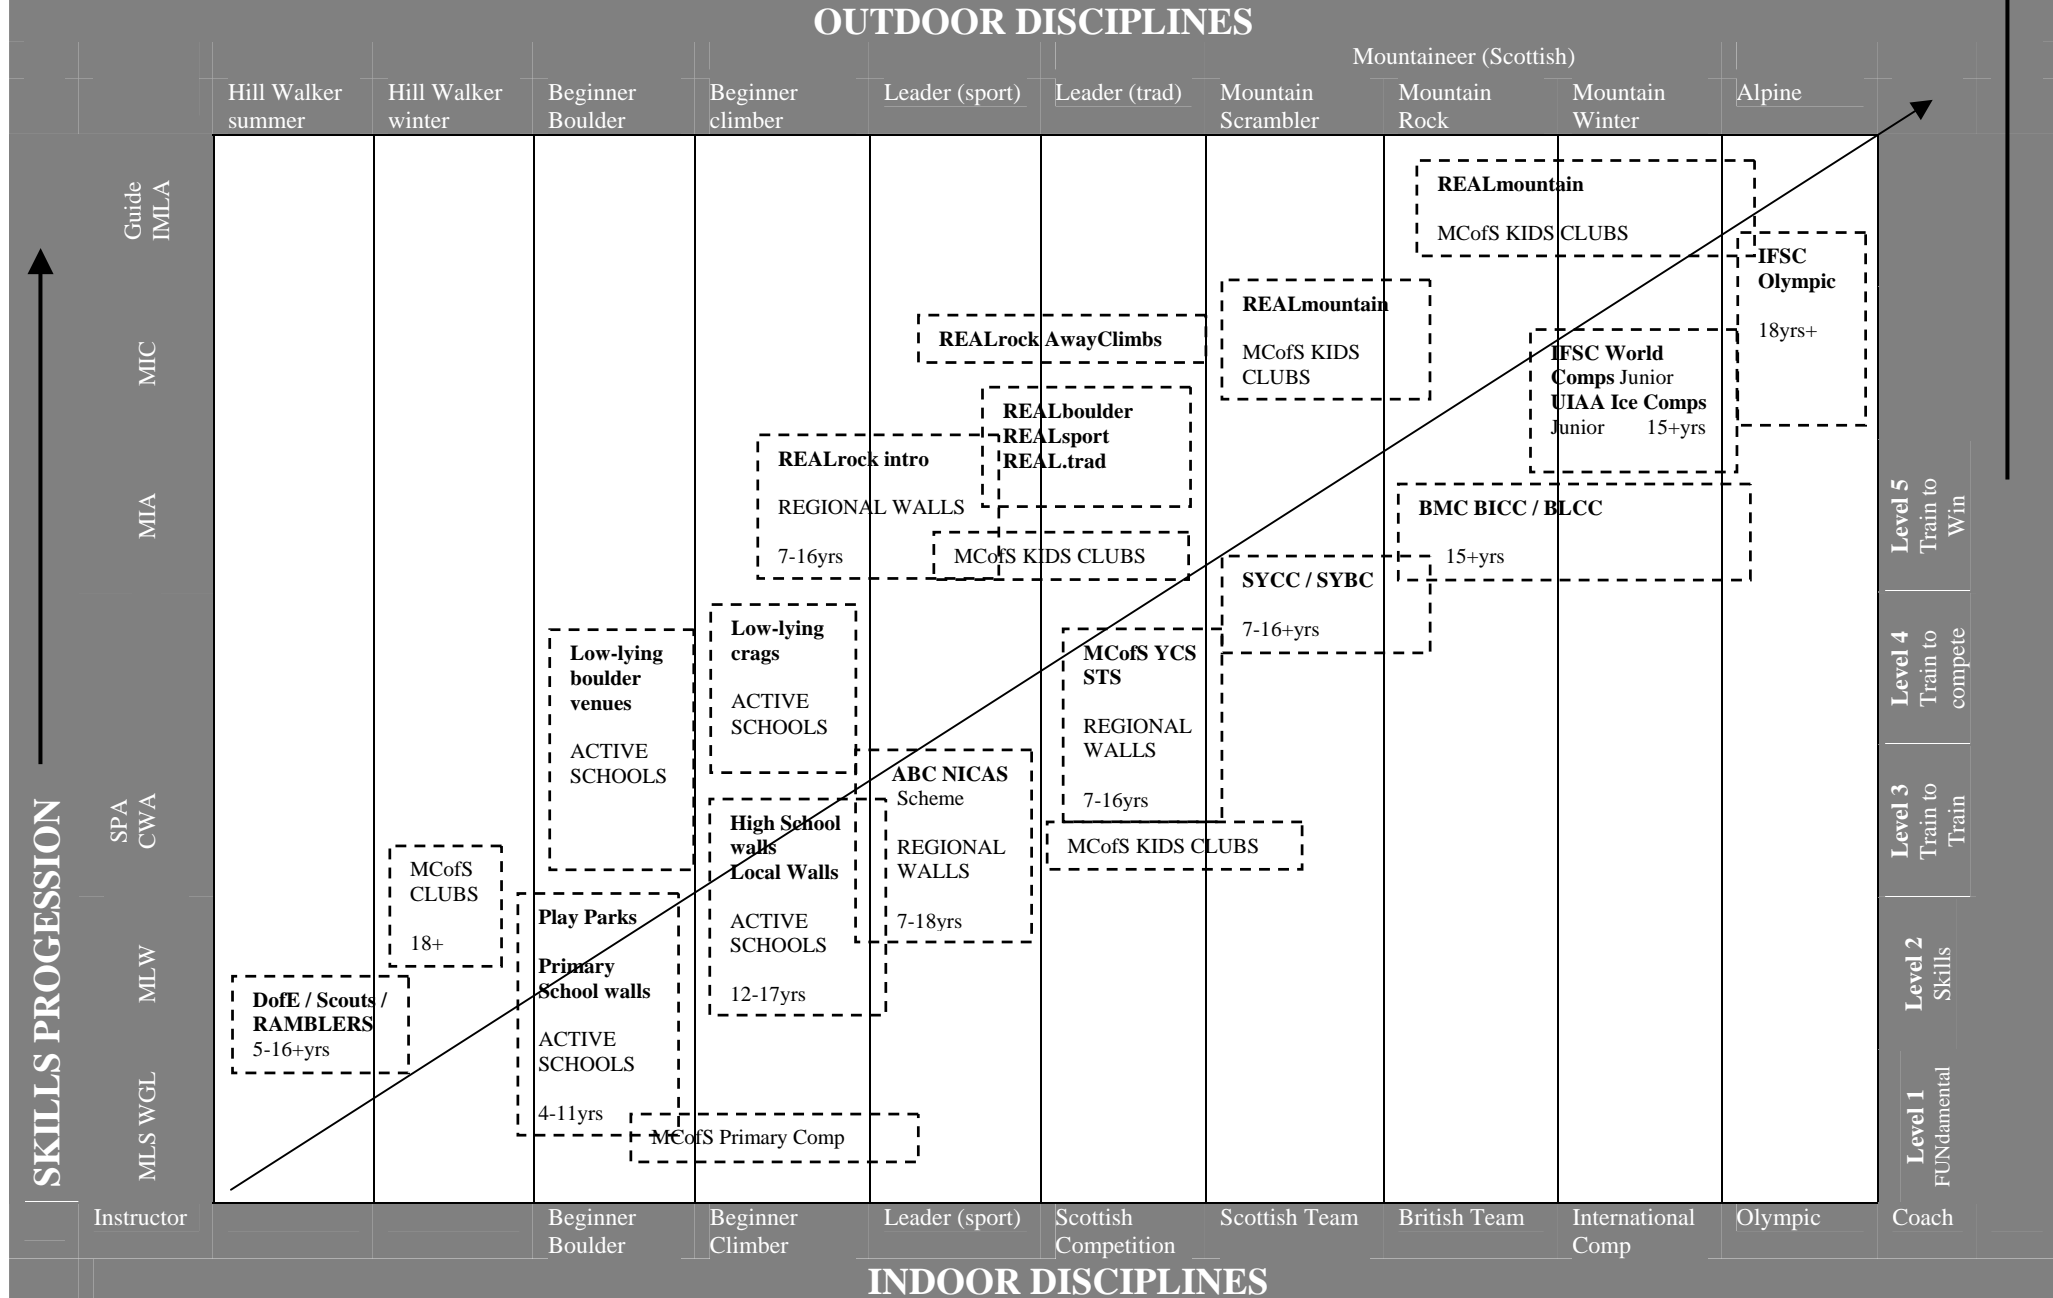 OUTDOOR DISCIPLINES
Mountaineer (Scottish)
Hill Walker
summer
Hill Walker
winter
Beginner
Boulder
Beginner
climber
Leader (sport)
Leader (trad)
Mountain
Scrambler
Mountain
Rock
Mountain
Winter
Alpine
SKILLS PROGESSION
Guide
IMLA
MIC
MIA
SPA
CWA
MLW
MLS WGL
REALmountain
MCofS KIDS CLUBS
IFSC
Olympic
18yrs+
REALmountain
MCofS KIDS
CLUBS
REALrock AwayClimbs
IFSC World
Comps Junior
UIAA Ice Comps
Junior 15+yrs
REALboulder
REALsport
REAL.trad
REALrock intro
REGIONAL WALLS
7-16yrs
MCofS KIDS CLUBS
BMC BICC / BLCC
15+yrs
SYCC / SYBC
7-16+yrs
Low-lying
boulder
venues
ACTIVE
SCHOOLS
Low-lying
crags
ACTIVE
SCHOOLS
MCofS YCS
STS
REGIONAL
WALLS
7-16yrs
MCofS KIDS CLUBS
ABC NICAS
Scheme
REGIONAL
WALLS
7-18yrs
High School
walls
Local Walls
ACTIVE
SCHOOLS
12-17yrs
MCofS
CLUBS
18+
Play Parks
Primary
School walls
ACTIVE
SCHOOLS
4-11yrs
DofE / Scouts /
RAMBLERS
5-16+yrs
MCofS Primary Comp
Level 5
Train to
Win
Level 4
Train to
compete
Level 3
Train to
Train
Level 2
Skills
Level 1
FUNdamental
Instructor
Beginner
Boulder
Beginner
Climber
Leader (sport)
Scottish
Competition
Scottish Team
British Team
International
Comp
Olympic
Coach
INDOOR DISCIPLINES